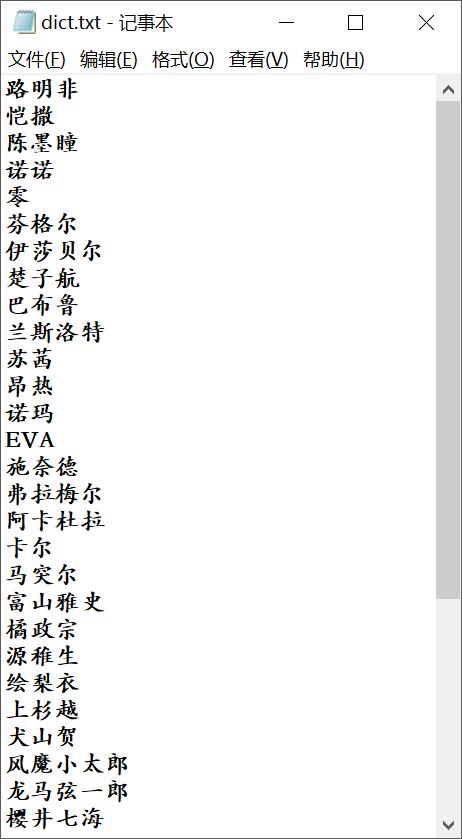 dict.txt - 记事本
文件(F) 编辑(E) 格式(O) 查看(V) 帮助(H)
路明非
恺撒
陈墨瞳
诺诺
零
芬格尔
伊莎贝尔
楚子航
巴布鲁
兰斯洛特
苏茜
昂热
诺玛
EVA
施奈德
弗拉梅尔
阿卡杜拉
卡尔
马突尔
富山雅史
橘政宗
源稚生
绘梨衣
上杉越
犬山贺
风魔小太郎
龙马弦一郎
樱井七海